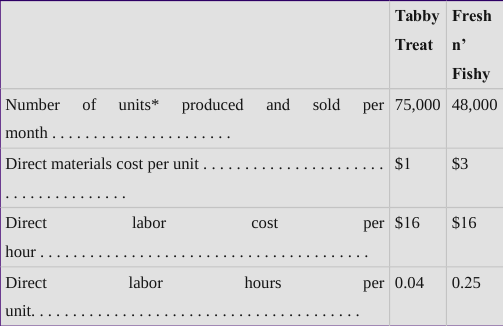 Tabby Fresh
Treat n’
Fishy
Number of units* produced and sold per 75,000 48,000
month . . . . . . . . . . . . . . . . . . . . . .
Direct materials cost per unit . . . . . . . . . . . . . . . . . . . . . . $1 $3
. . . . . . . . . . . . . . .
Direct labor cost per $16 $16
hour . . . . . . . . . . . . . . . . . . . . . . . . . . . . . . . . . . . . . . . .
Direct labor hours per 0.04 0.25
unit. . . . . . . . . . . . . . . . . . . . . . . . . . . . . . . . . . . . . . . .